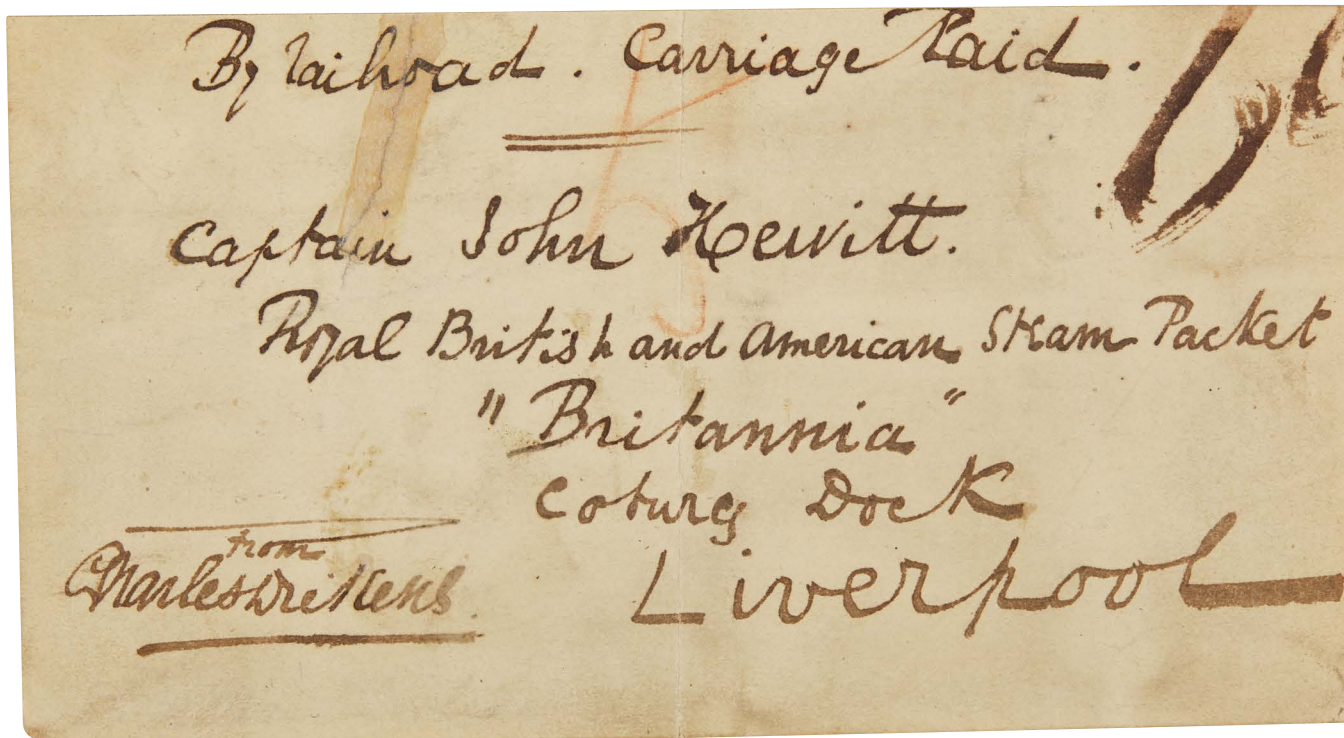 By railroad. Carriage Paid.
Captain John Hewitt.
Royal British and American Steam Packet
"Britannia"
Coburg Dock
Liverpool
from
Charles Dickens.